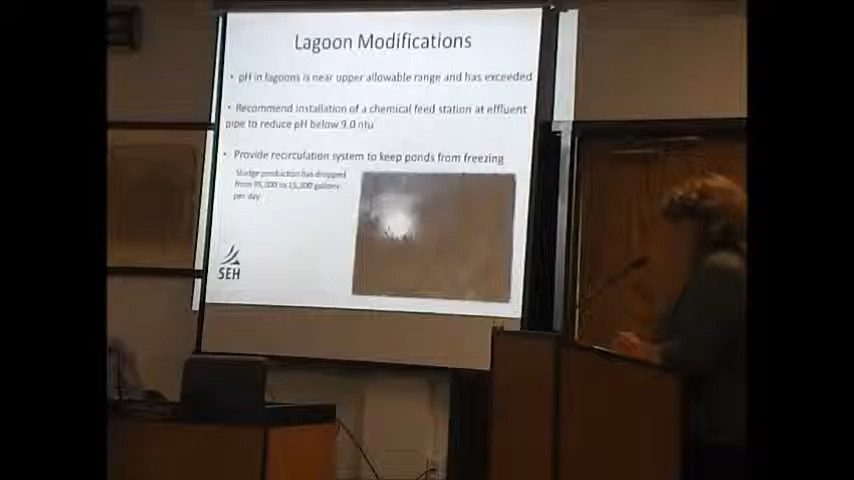 Lagoon Modifications
• pH in lagoons is near upper allowable range and has exceeded
• Recommend installation of a chemical feed station at effluent
pipe to reduce pH below 9.0 ntu
• Provide recirculation system to keep ponds from freezing
Sludge production has dropped
from 95,000 to 15,300 gallons
per day
SEH